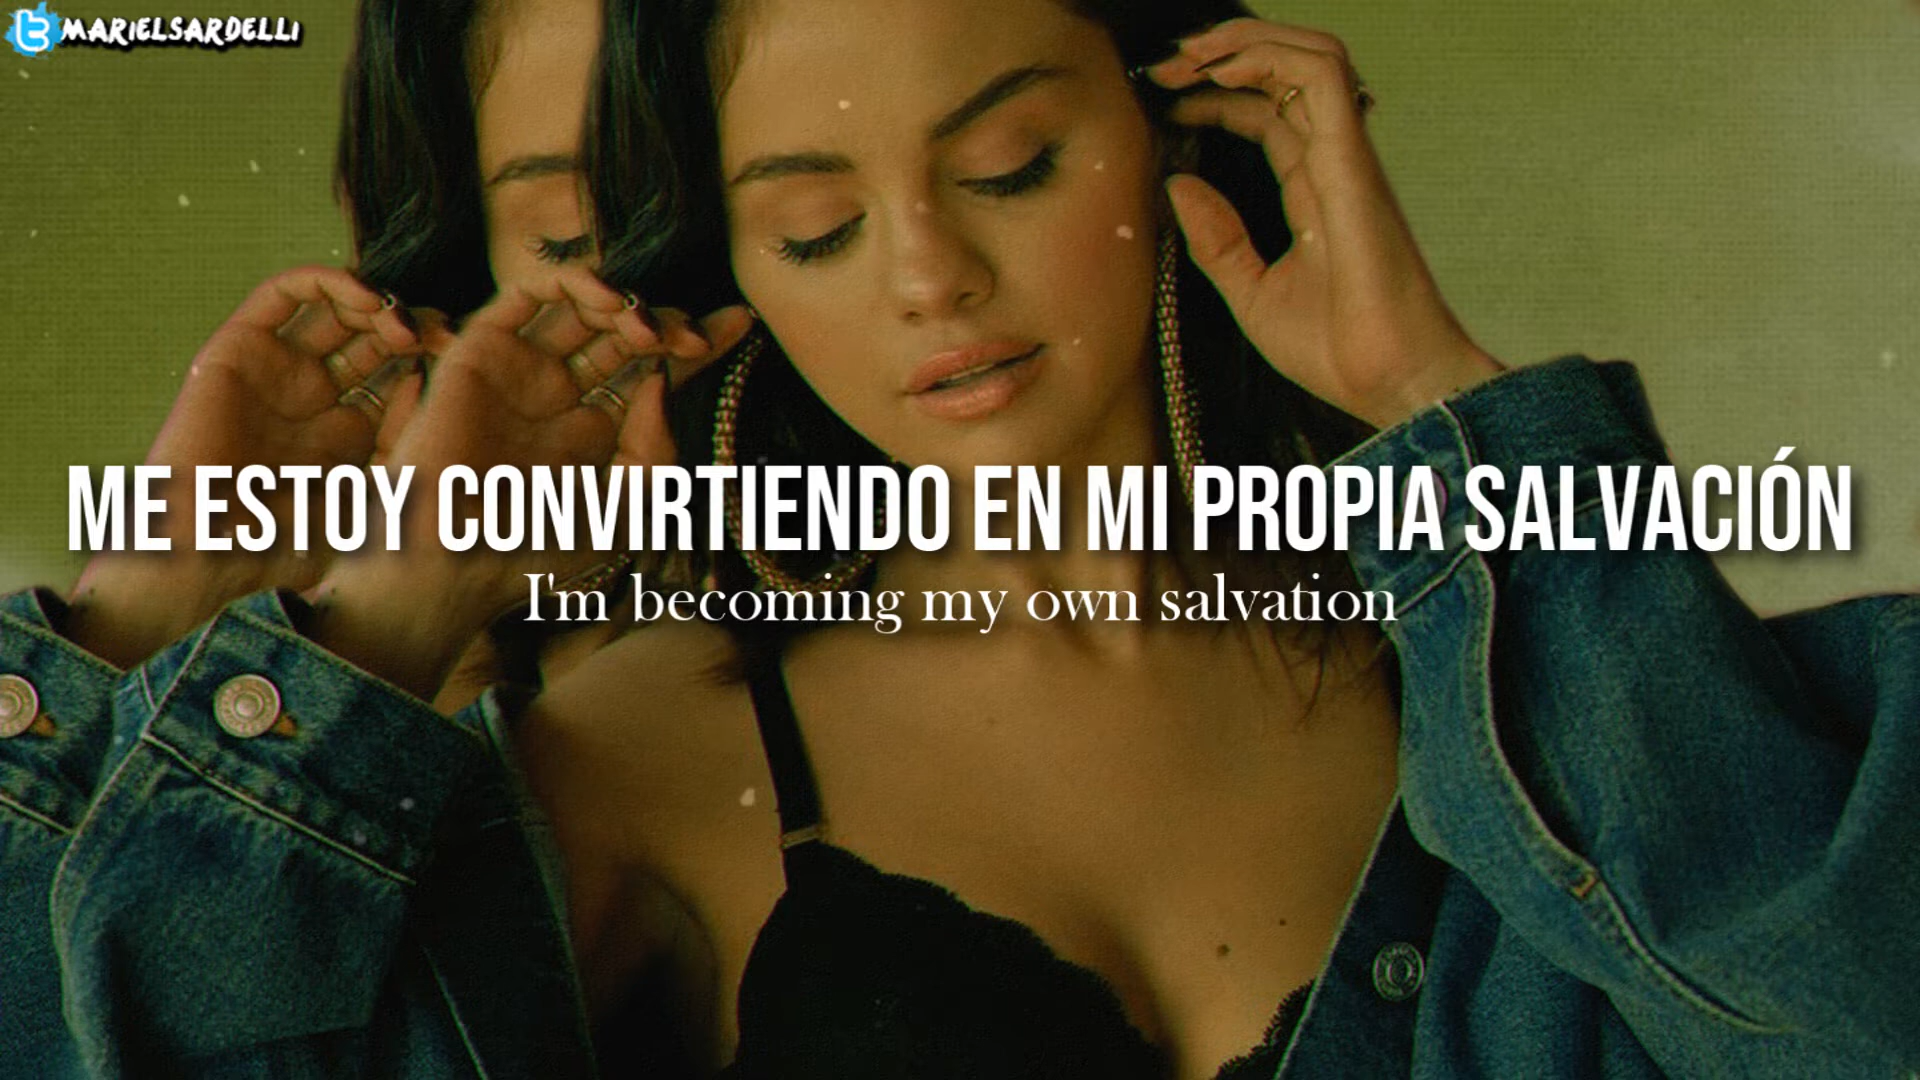 MARIELSARDELLI
ME ESTOY CONVIRTIENDO EN MI PROPIA SALVACIÓN
I'm becoming my own salvation